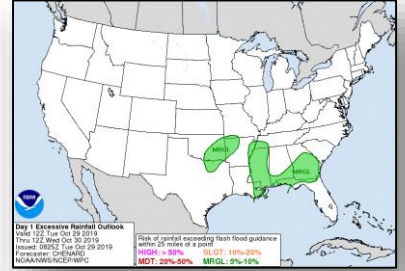 MRGL
MRGL
noaa
Day 1 Excessive Rainfall Outlook
Valid 12Z Tue Oct 29 2019
Thru 12Z Wed Oct 30 2019
Issued: 0825Z Tue Oct 29 2019
Forecaster: CHENARD
NOAA/NWS/NCEP/WPC
Risk of rainfall exceeding flash flood guidance
within 25 miles of a point
HIGH: > 50% SLGT: 10%-20%
MDT: 20%-50% MRGL: 5%-10%